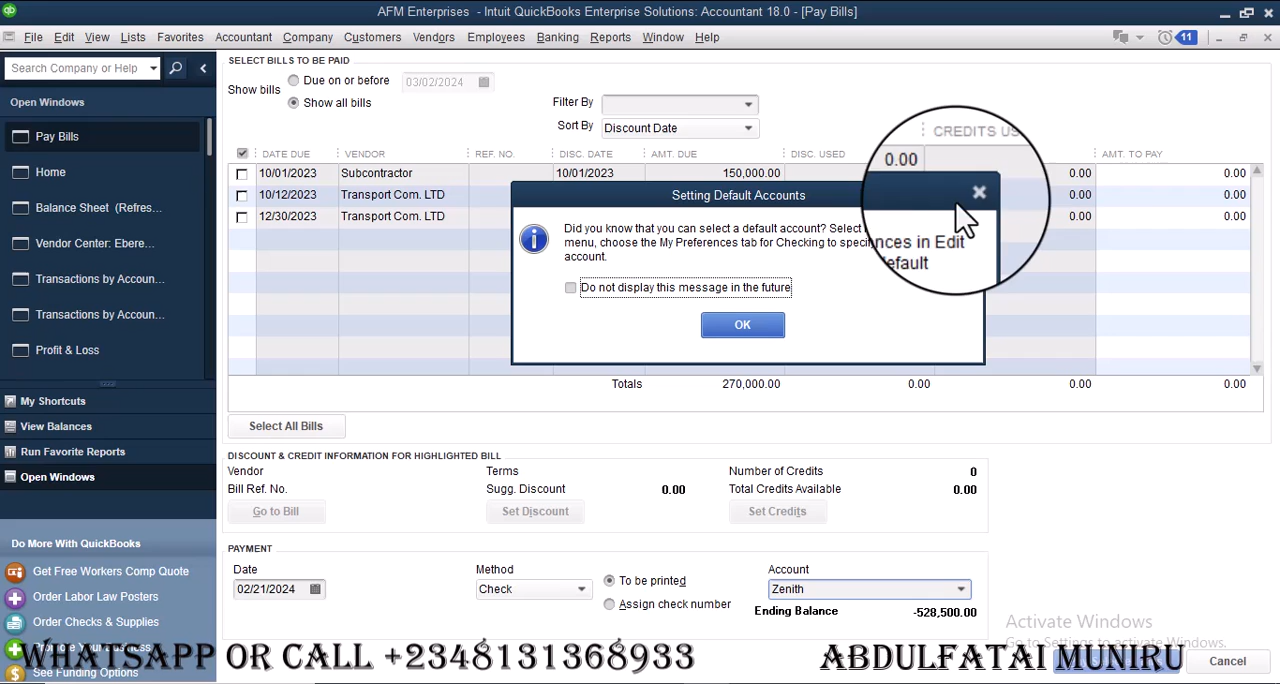 AFM Enterprises - Intuit QuickBooks Enterprise Solutions: Accountant 18.0 - [Pay Bills]
File Edit View Lists Favorites Accountant Company Customers Vendors Employees Banking Reports Window Help
11
Search Company or Help
Open Windows
Pay Bills
Home
Balance Sheet (Refres...
Vendor Center: Ebere...
Transactions by Accoun...
Transactions by Accoun...
Profit & Loss
My Shortcuts
View Balances
Run Favorite Reports
Open Windows
Do More With QuickBooks
Get Free Workers Comp Quote
Order Labor Law Posters
Order Checks & Supplies
See Funding Options
SELECT BILLS TO BE PAID
Show bills
Due on or before 03/02/2024
Show all bills
Filter By
Sort By Discount Date
DATE DUE VENDOR REF. NO. DISC. DATE AMT. DUE DISC. USED AMT. TO PAY
CREDITS US
0.00
10/01/2023 Subcontractor 10/01/2023 150,000.00 0.00 0.00
10/12/2023 Transport Com. LTD 0.00 0.00
12/30/2023 Transport Com. LTD 0.00 0.00
Setting Default Accounts
Did you know that you can select a default account? Select
menu, choose the My Preferences tab for Checking to
account.
nces in Edit
Do not display this message in the future
OK
Totals 270,000.00 0.00 0.00 0.00
Select All Bills
DISCOUNT & CREDIT INFORMATION FOR HIGHLIGHTED BILL
Vendor Terms Number of Credits 0
Bill Ref. No. Sugg. Discount 0.00 Total Credits Available 0.00
Go to Bill Set Discount Set Credits
PAYMENT
Date Method Account
02/21/2024 Check To be printed Zenith
Assign check number Ending Balance -528,500.00
Activate Windows
Go to Settings to activate Windows.
Cancel
WHATSAPP OR CALL +2348131368933 ABDULFATAI MUNIRU